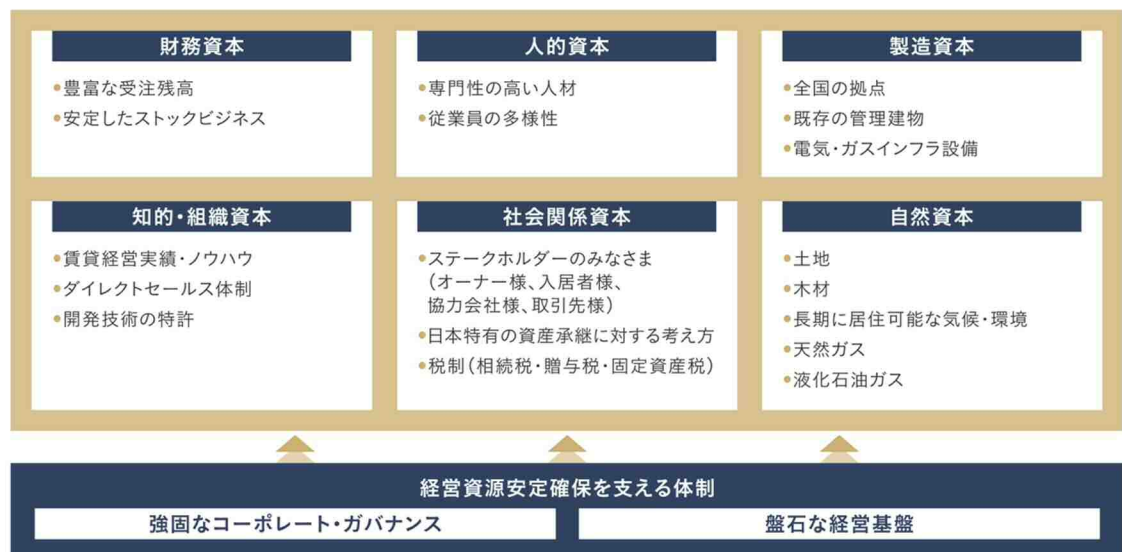 財務資本
•豊富な受注残高
•安定したストックビジネス
人的資本
•専門性の高い人材
•従業員の多様性
製造資本
•全国の拠点
•既存の管理建物
•電気・ガスインフラ設備
知的・組織資本
•賃貸経営実績・ノウハウ
•ダイレクトセールス体制
•開発技術の特許
社会関係資本
•ステークホルダーのみなさま
（オーナー様、入居者様、
協力会社様、取引先様）
•日本特有の資産承継に対する考え方
•税制（相続税・贈与税・固定資産税）
自然資本
•土地
•木材
•長期に居住可能な気候・環境
•天然ガス
•液化石油ガス
経営資源安定確保を支える体制
強固なコーポレート・ガバナンス
盤石な経営基盤